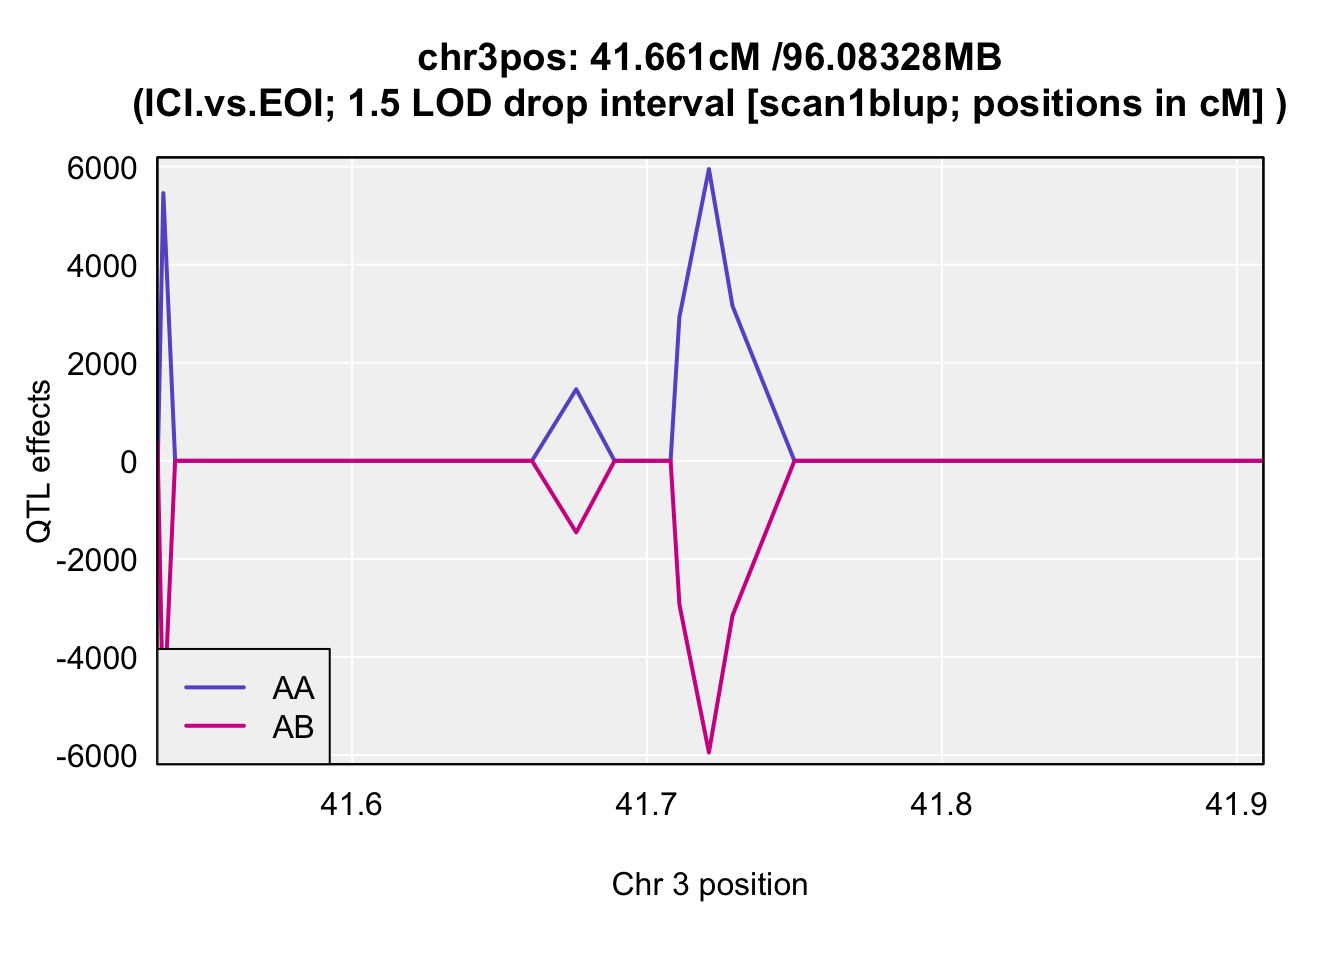 chr3pos: 41.661cM /96.08328MB
(ICI.vs.EOI; 1.5 LOD drop interval [scan1blup; positions in cM] )
QTL effects
6000
4000
2000
0
-2000
-4000
-6000
AA
AB
41.6
41.7
41.8
41.9
Chr 3 position